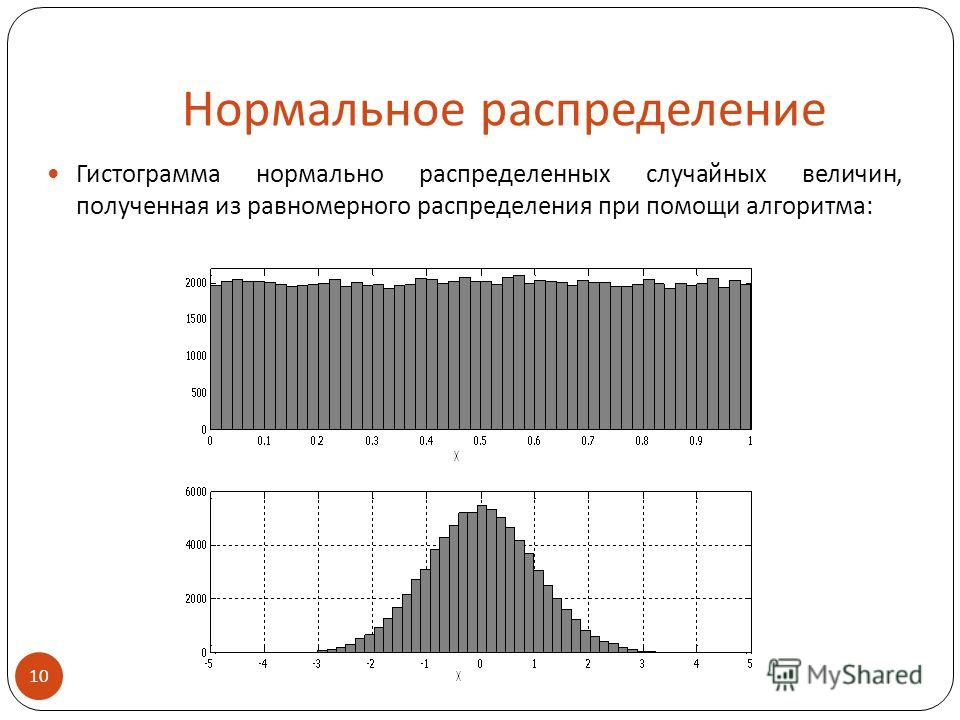 Нормальное распределение
Гистограмма нормально распределенных случайных величин,
полученная из равномерного распределения при помощи алгоритма:
2000
1500
1000
500
0
0 0.1 0.2 0.3 0.4 0.5 0.6 0.7 0.8 0.9 1
X
6000
4000
2000
0
-5 -4 -3 -2 -1 0 1 2 3 4 5
X
10
MyShared